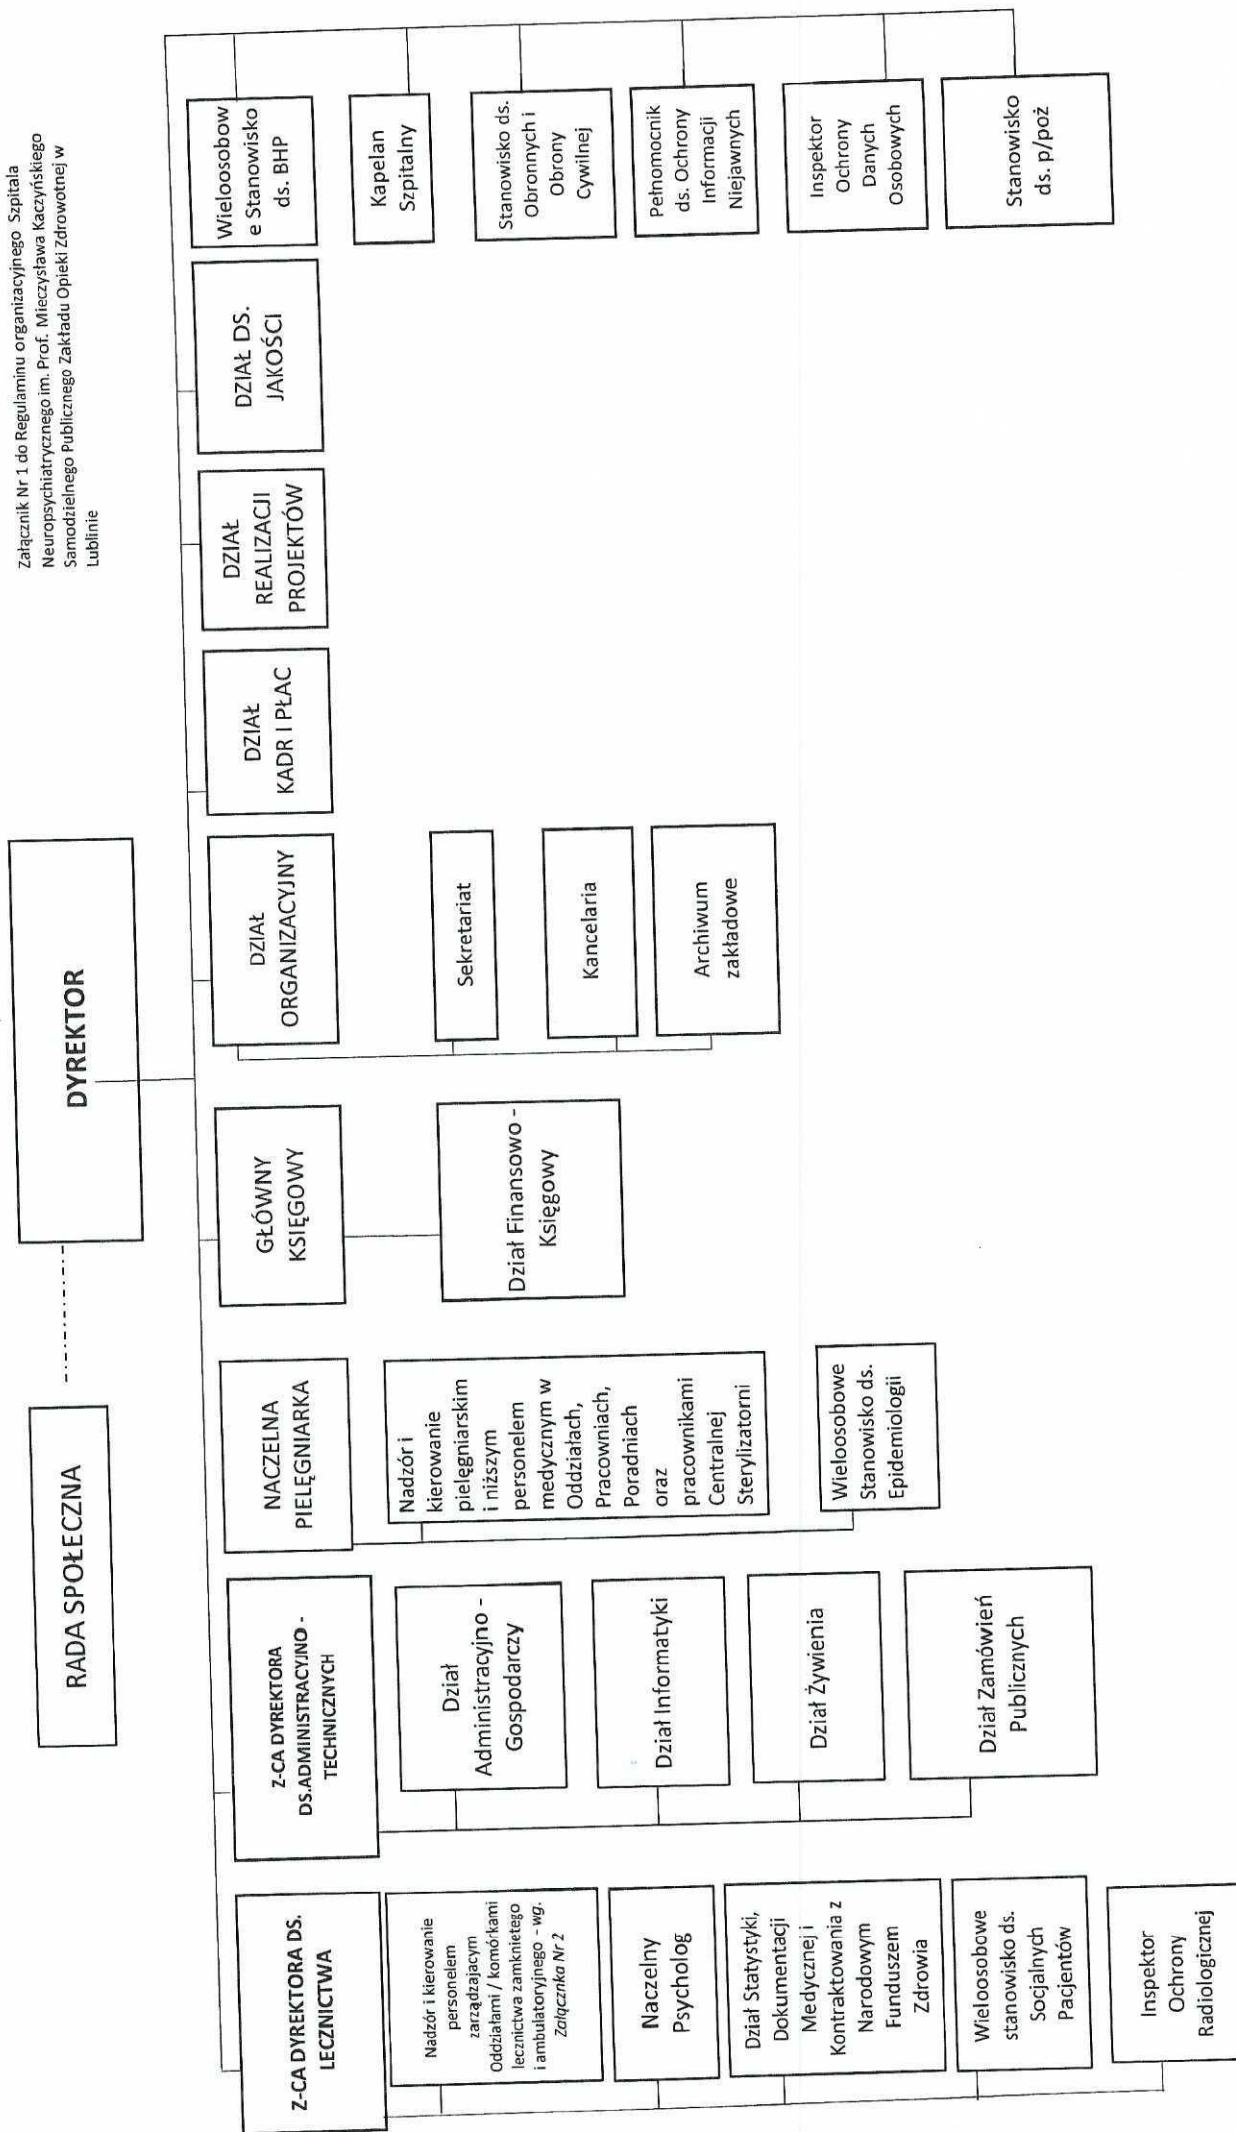 Załącznik Nr 1 do Regulaminu organizacyjnego Szpitala
Neuropsychiatrycznego im. Prof. Mieczysława Kaczyńskiego
Samodzielnego Publicznego Zakładu Opieki Zdrowotnej w
Lublinie
RADA SPOŁECZNA
DYREKTOR
Z-CA DYREKTORA DS.
LECZNICTWA
Nadzór i kierowanie
personelem
zarządzajacym
Oddziałami / komórkami
lecznictwa zamknietego
i ambulatoryjnego - wg.
Załącznika Nr 2
Naczelny
Psycholog
Dział Statystyki,
Dokumentacji
Medycznej i
Kontraktowania z
Narodowym
Funduszem
Zdrowia
Wieloosobowe
stanowisko ds.
Socjalnych
Pacjentów
Inspektor
Ochrony
Radiologicznej
Z-CA DYREKTORA
DS.ADMINISTRACYJNO -
TECHNICZNYCH
Dział
Administracyjno -
Gospodarczy
Dział Informatyki
Dział Żywienia
Dział Zamówień
Publicznych
NACZELNA
PIELĘGNIARKA
Nadzór i
kierowanie
pielęgniarskim
i niższym
personelem
medycznym w
Oddziałach,
Pracowniach,
Poradniach
oraz
pracownikami
Centralnej
Sterylizatorni
Wieloosobowe
Stanowisko ds.
Epidemiologii
GŁÓWNY
KSIĘGOWY
Dział Finansowo -
Księgowy
DZIAŁ
ORGANIZACYJNY
Sekretariat
Kancelaria
Archiwum
zakładowe
DZIAŁ
KADR I PŁAC
DZIAŁ
REALIZACJI
PROJEKTÓW
DZIAŁ DS.
JAKOŚCI
Wieloosobow
e Stanowisko
ds. BHP
Kapelan
Szpitalny
Stanowisko ds.
Obronnych i
Obrony
Cywilnej
Pełnomocnik
ds. Ochrony
Informacji
Niejawnych
Inspektor
Ochrony
Danych
Osobowych
Stanowisko
ds. p/poż